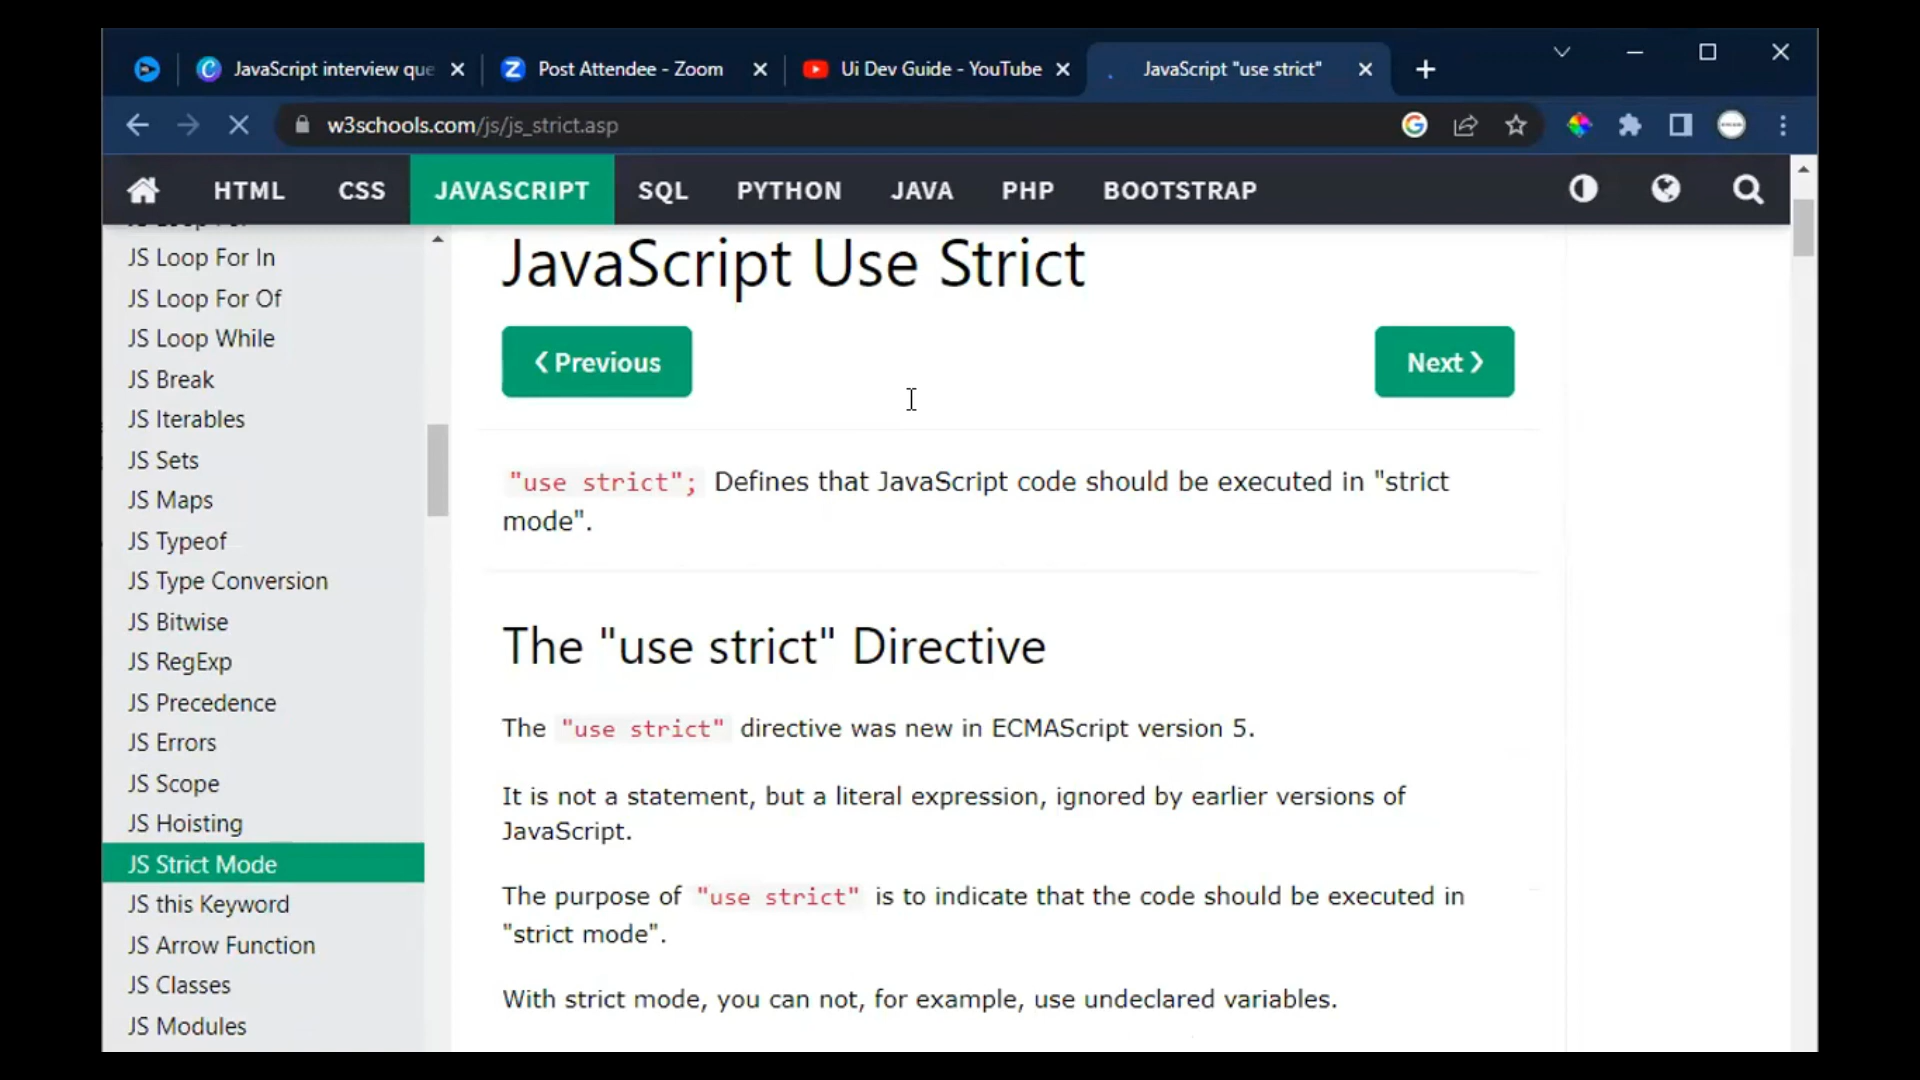 JavaScript interview que
Post Attendee - Zoom
Ui Dev Guide - YouTube
JavaScript "use strict"
w3schools.com/js/js_strict.asp
HTML CSS JAVASCRIPT SQL PYTHON JAVA PHP BOOTSTRAP
JS Loop For In
JS Loop For Of
JS Loop While
JS Break
JS Iterables
JS Sets
JS Maps
JS Typeof
JS Type Conversion
JS Bitwise
JS RegExp
JS Precedence
JS Errors
JS Scope
JS Hoisting
JS Strict Mode
JS this Keyword
JS Arrow Function
JS Classes
JS Modules
JavaScript Use Strict
❮ Previous
Next ❯
"use strict"; Defines that JavaScript code should be executed in "strict
mode".
The "use strict" Directive
The "use strict" directive was new in ECMAScript version 5.
It is not a statement, but a literal expression, ignored by earlier versions of
JavaScript.
The purpose of "use strict" is to indicate that the code should be executed in
"strict mode".
With strict mode, you can not, for example, use undeclared variables.